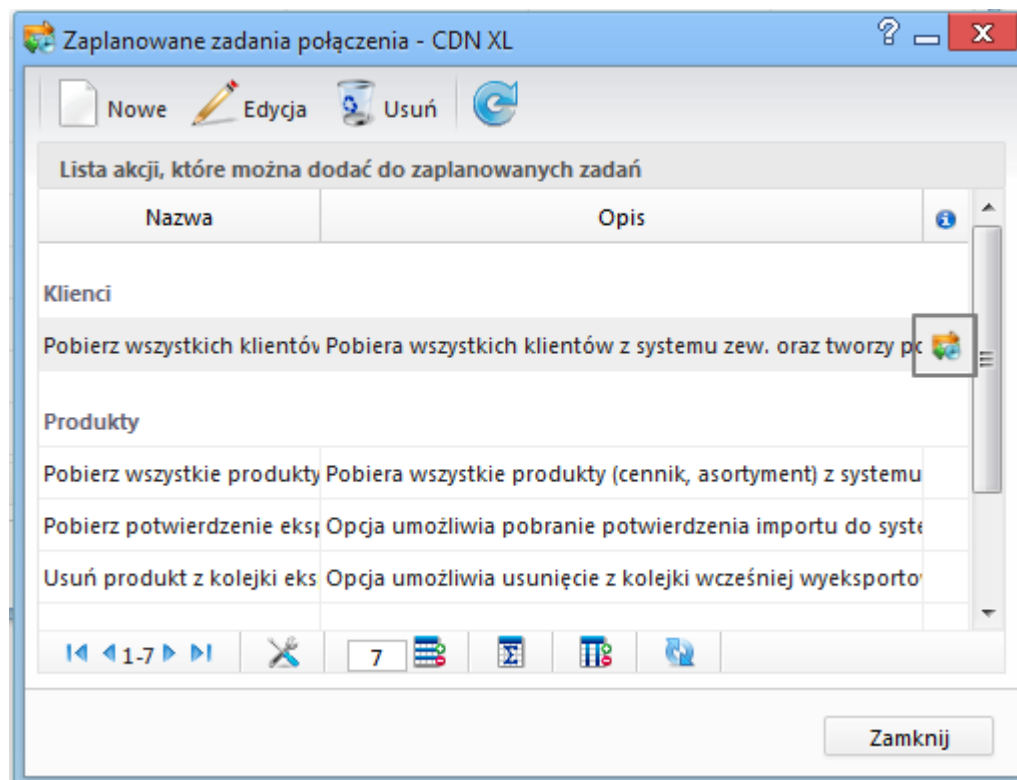 Zaplanowane zadania połączenia - CDN XL
Nowe Edycja Usuń
Lista akcji, które można dodać do zaplanowanych zadań
Nazwa Opis
Klienci
Pobierz wszystkich klientów Pobiera wszystkich klientów z systemu zew. oraz tworzy po
Produkty
Pobierz wszystkie produkty Pobiera wszystkie produkty (cennik, asortyment) z systemu
Pobierz potwierdzenie eksp Opcja umożliwia pobranie potwierdzenia importu do syste
Usuń produkt z kolejki eks Opcja umożliwia usunięcie z kolejki wcześniej wyeksporto
1-7 7
Zamknij